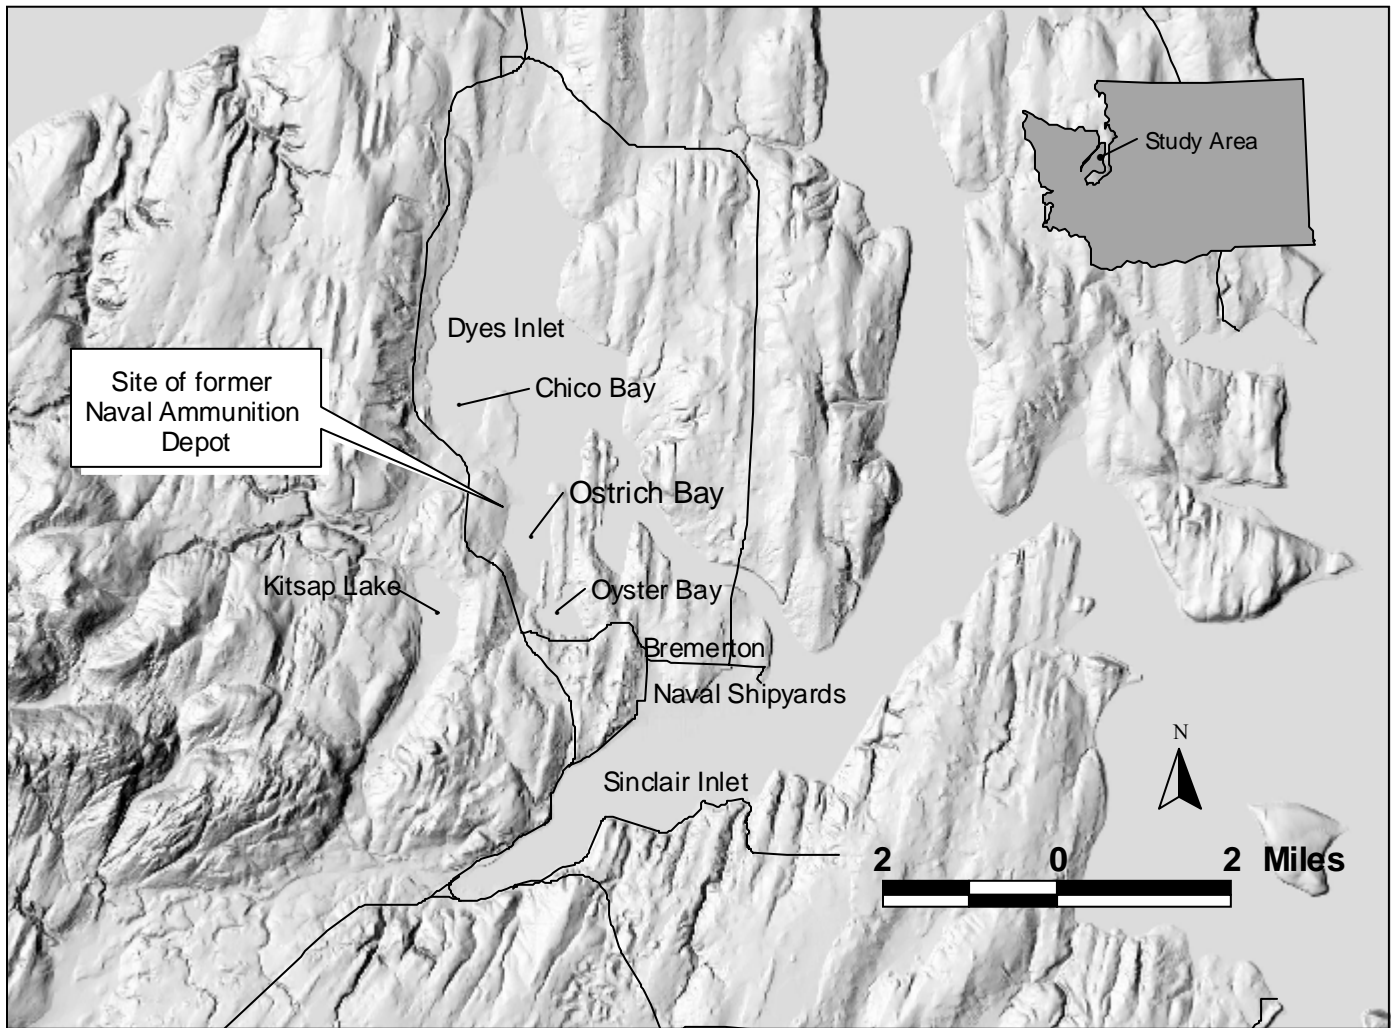 Study Area
Dyes Inlet
Site of former
Naval Ammunition
Depot
Chico Bay
Ostrich Bay
Kitsap Lake
Oyster Bay
Bremerton
Naval Shipyards
N
Sinclair Inlet
2 0 2 Miles